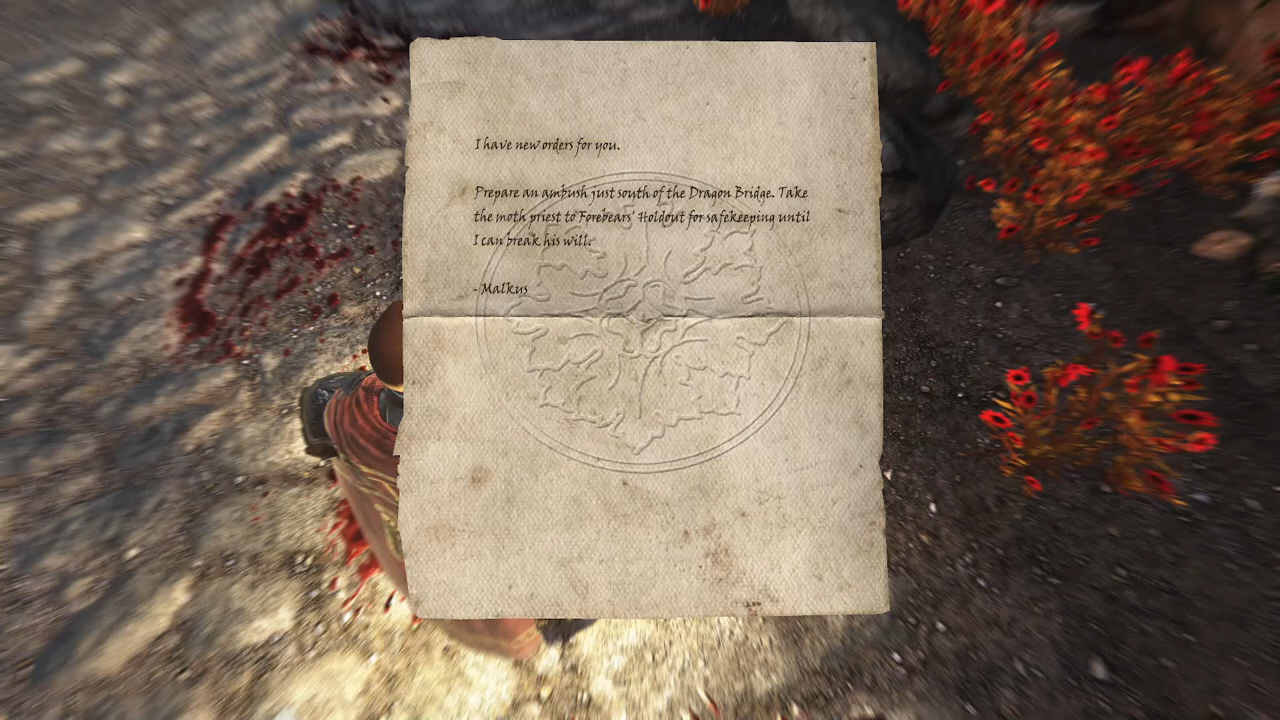 I have new orders for you.
Prepare an ambush just south of the Dragon Bridge. Take
the moth priest to Forebears' Holdout for safekeeping until
I can break his will.
- Malkus